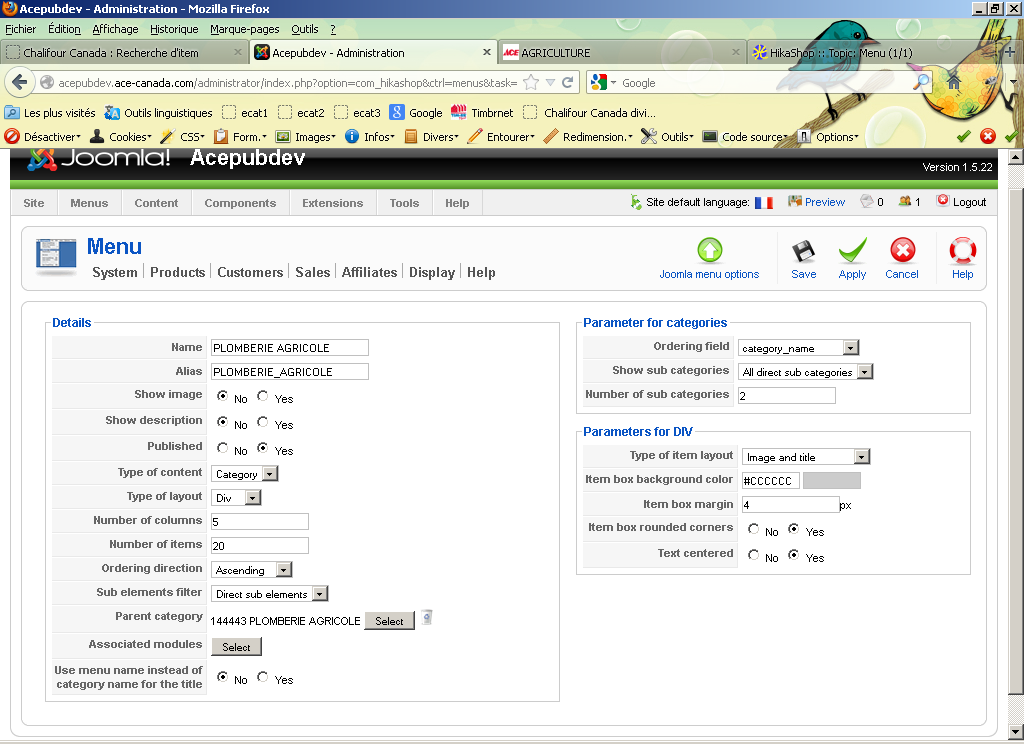 Acepubdev - Administration - Mozilla Firefox
Fichier Édition Affichage Historique Marque-pages Outils ?
Chalifour Canada : Recherche d'item Acepubdev - Administration ACE AGRICULTURE HikaShop :: Topic: Menu (1/1)
acepubdev.ace-canada.com/administrator/index.php?option=com_hikashop&ctrl=menus&task= Google
Les plus visités Outils linguistiques ecat1 ecat2 ecat3 Google Timbrnet Chalifour Canada divi...
Désactiver Cookies CSS Form. Images Infos Divers Entourer Redimension. Outils Code source Options
Joomla! Acepubdev
Version 1.5.22
Site Menus Content Components Extensions Tools Help Site default language: Preview 0 1 Logout
Menu
System Products Customers Sales Affiliates Display Help
Joomla menu options Save Apply Cancel Help
Details
Name PLOMBERIE AGRICOLE
Alias PLOMBERIE_AGRICOLE
Show image No Yes
Show description No Yes
Published No Yes
Type of content Category
Type of layout Div
Number of columns 5
Number of items 20
Ordering direction Ascending
Sub elements filter Direct sub elements
Parent category 144443 PLOMBERIE AGRICOLE Select
Associated modules Select
Use menu name instead of
category name for the title No Yes
Parameter for categories
Ordering field category_name
Show sub categories All direct sub categories
Number of sub categories 2
Parameters for DIV
Type of item layout Image and title
Item box background color #CCCCCC
Item box margin 4 px
Item box rounded corners No Yes
Text centered No Yes